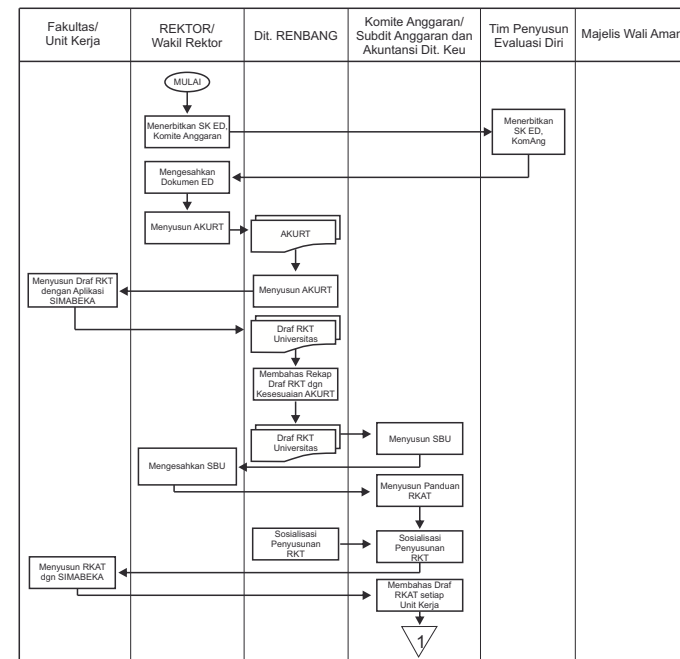 Fakultas/
Unit Kerja
REKTOR/
Wakil Rektor
Dit. RENBANG
Komite Anggaran/
Subdit Anggaran dan
Akuntansi Dit. Keu
Tim Penyusun
Evaluasi Diri
Majelis Wali Aman
MULAI
Menerbitkan SK ED,
Komite Anggaran
Menerbitkan
SK ED,
KomAng
Mengesahkan
Dokumen ED
Menyusun AKURT
AKURT
Menyusun AKURT
Menyusun Draf RKT
dengan Aplikasi
SIMABEKA
Draf RKT
Universitas
Membahas Rekap
Draf RKT dgn
Kesesuaian AKURT
Draf RKT
Universitas
Menyusun SBU
Mengesahkan SBU
Menyusun Panduan
RKAT
Sosialisasi
Penyusunan
RKT
Sosialisasi
Penyusunan
RKT
Menyusun RKAT
dgn SIMABEKA
Membahas Draf
RKAT setiap
Unit Kerja
1